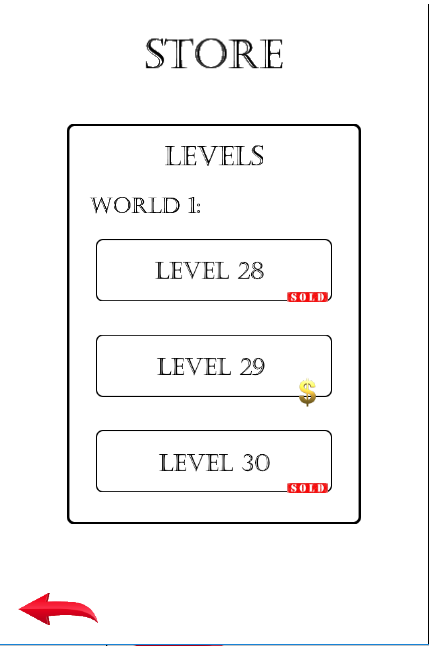 STORE
LEVELS
WORLD 1:
LEVEL 28
SOLD
LEVEL 29
$
LEVEL 30
SOLD